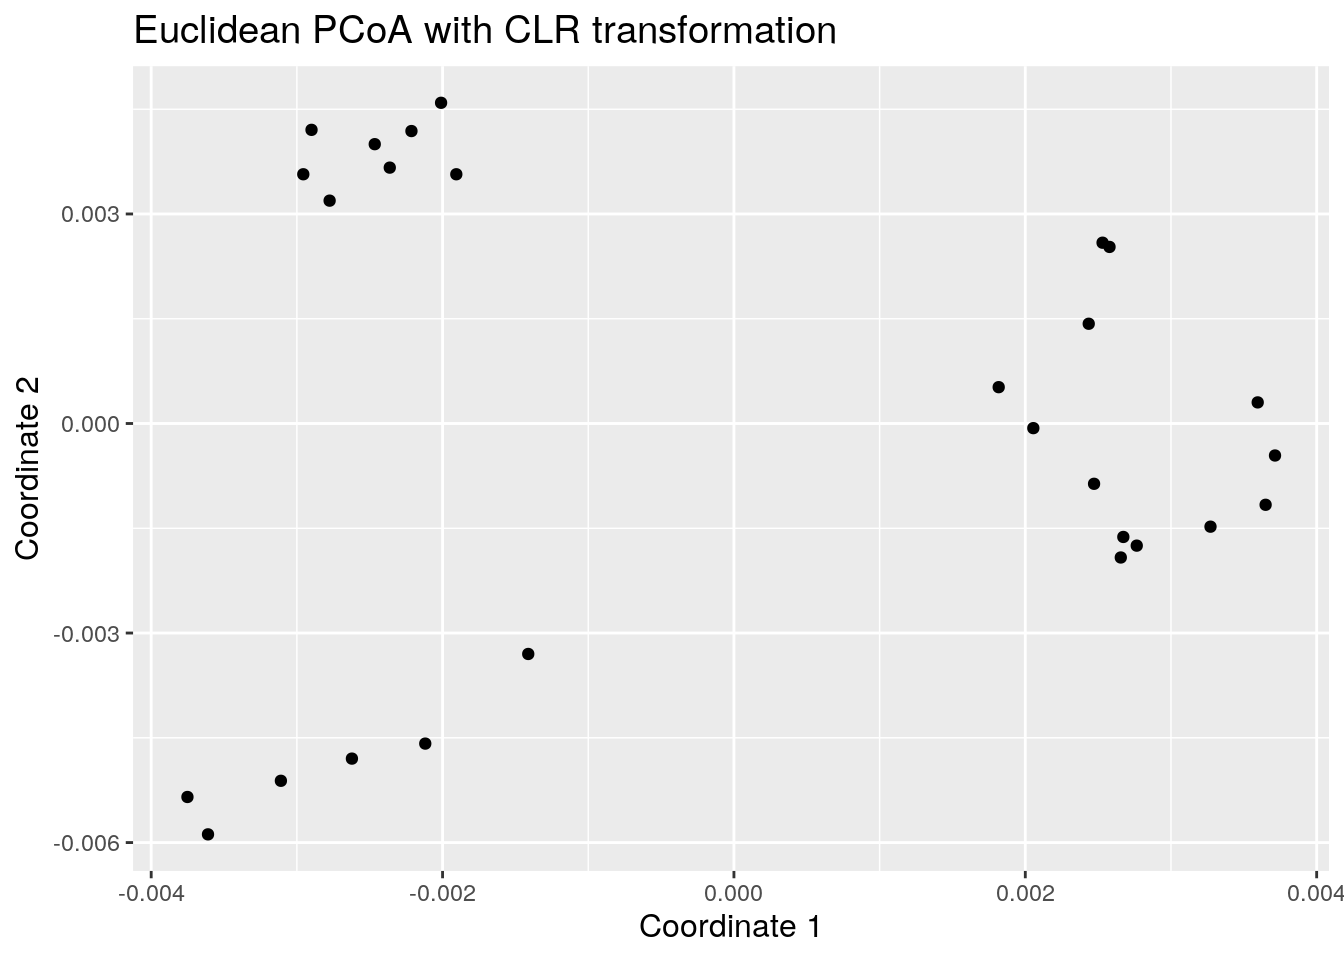 Euclidean PCoA with CLR transformation
0.003
0.000
-0.003
-0.006
Coordinate 2
-0.004 -0.002 0.000 0.002 0.004
Coordinate 1